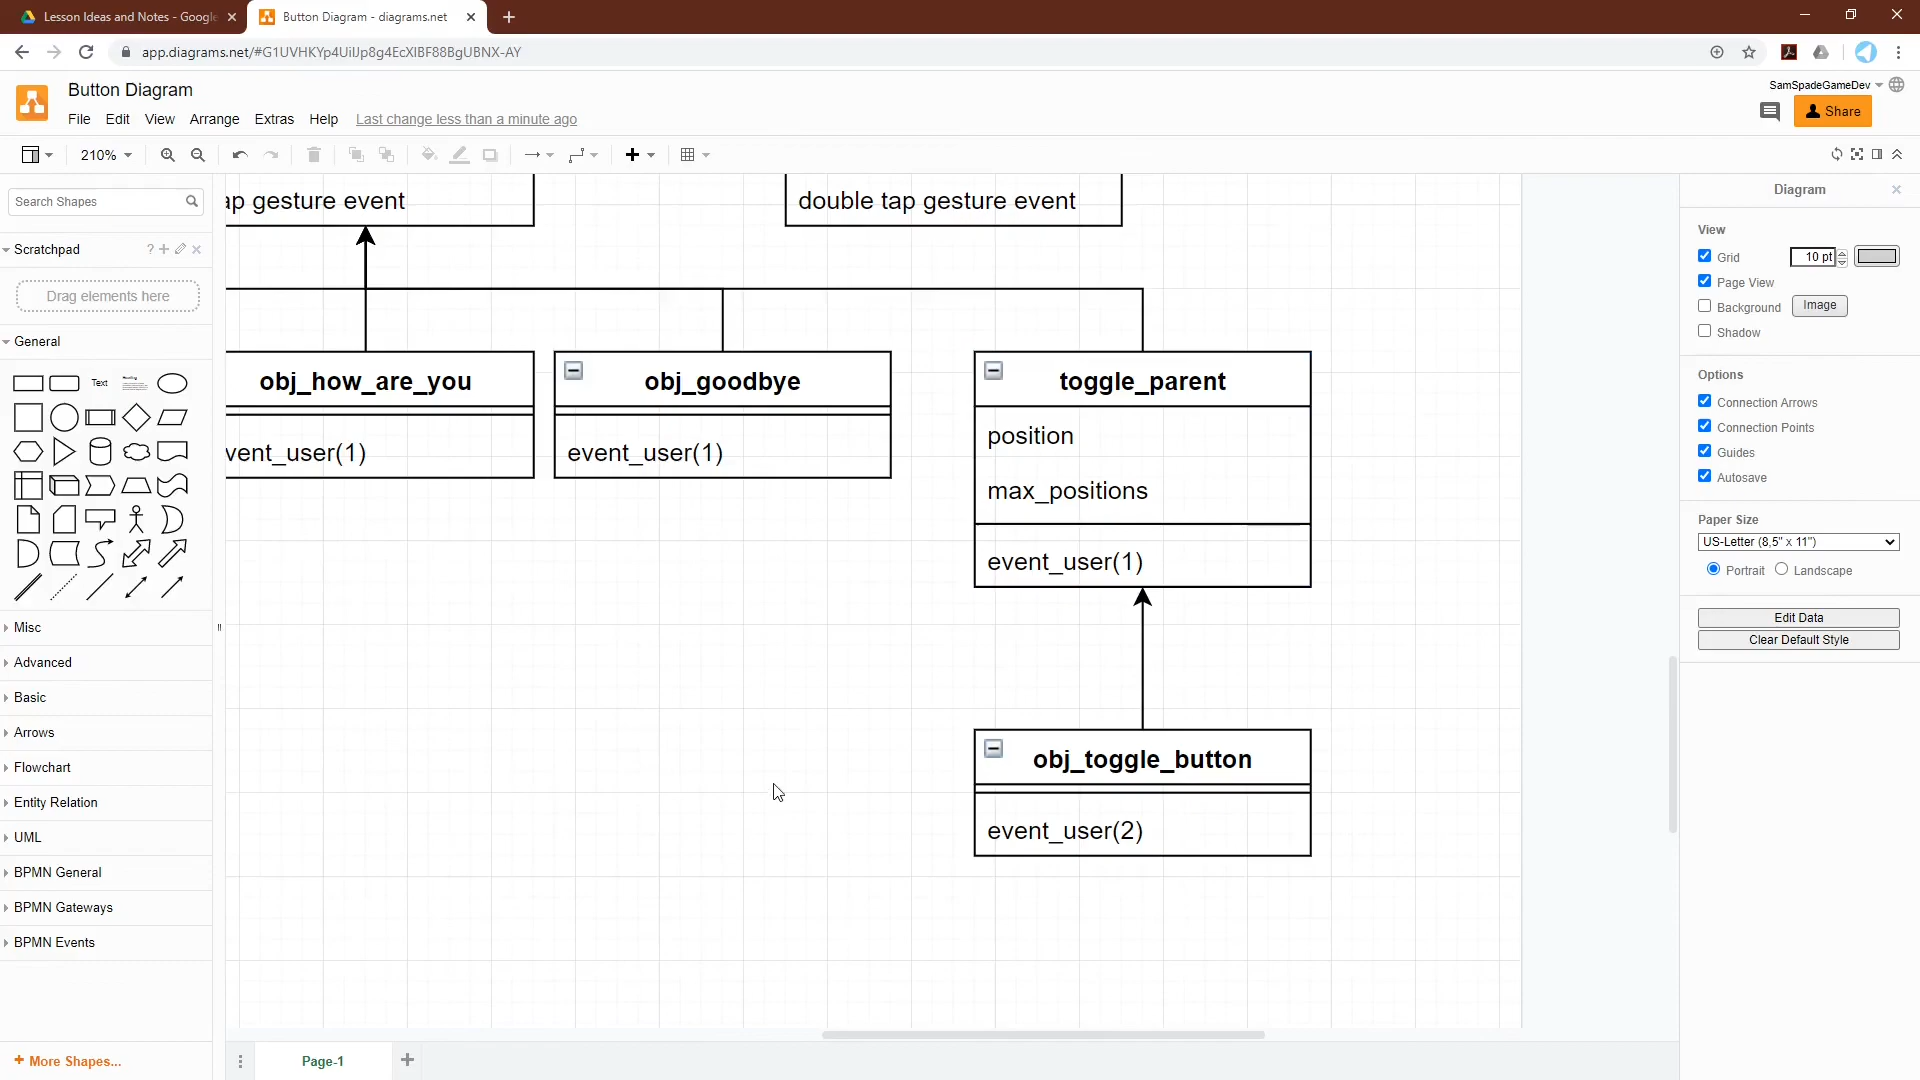 Lesson Ideas and Notes - Google
Button Diagram - diagrams.net
app.diagrams.net/#G1UVHKYp4UiIJp8g4EcXlBF88BgUBNX-AY
Button Diagram
SamSpadeGameDev
File Edit View Arrange Extras Help Last change less than a minute ago
Share
210%
Search Shapes
Scratchpad
?
Drag elements here
General
Text
Misc
Advanced
Basic
Arrows
Flowchart
Entity Relation
UML
BPMN General
BPMN Gateways
BPMN Events
More Shapes...
ap gesture event
double tap gesture event
obj_how_are_you
vent_user(1)
obj_goodbye
event_user(1)
toggle_parent
position
max_positions
event_user(1)
obj_toggle_button
event_user(2)
Page-1
Diagram
View
Grid
10 pt
Page View
Background
Image
Shadow
Options
Connection Arrows
Connection Points
Guides
Autosave
Paper Size
US-Letter (8,5" x 11")
Portrait
Landscape
Edit Data
Clear Default Style